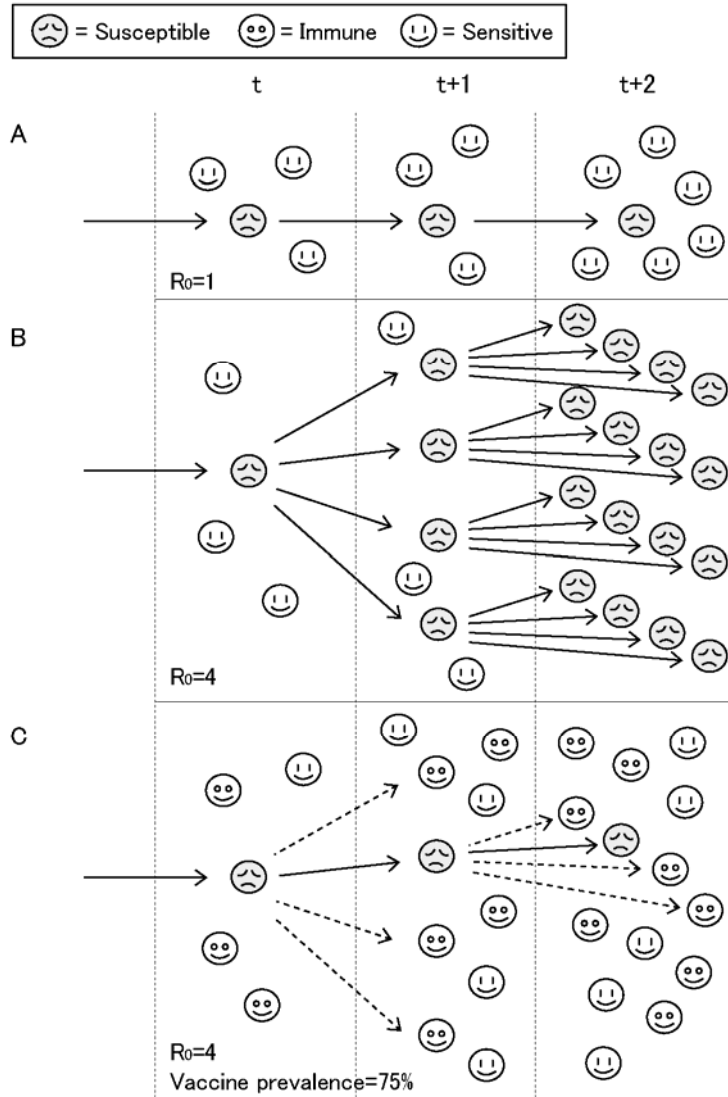 = Susceptible = Immune = Sensitive
t t+1 t+2
A
R₀=1
B
R₀=4
C
R₀=4
Vaccine prevalence=75%